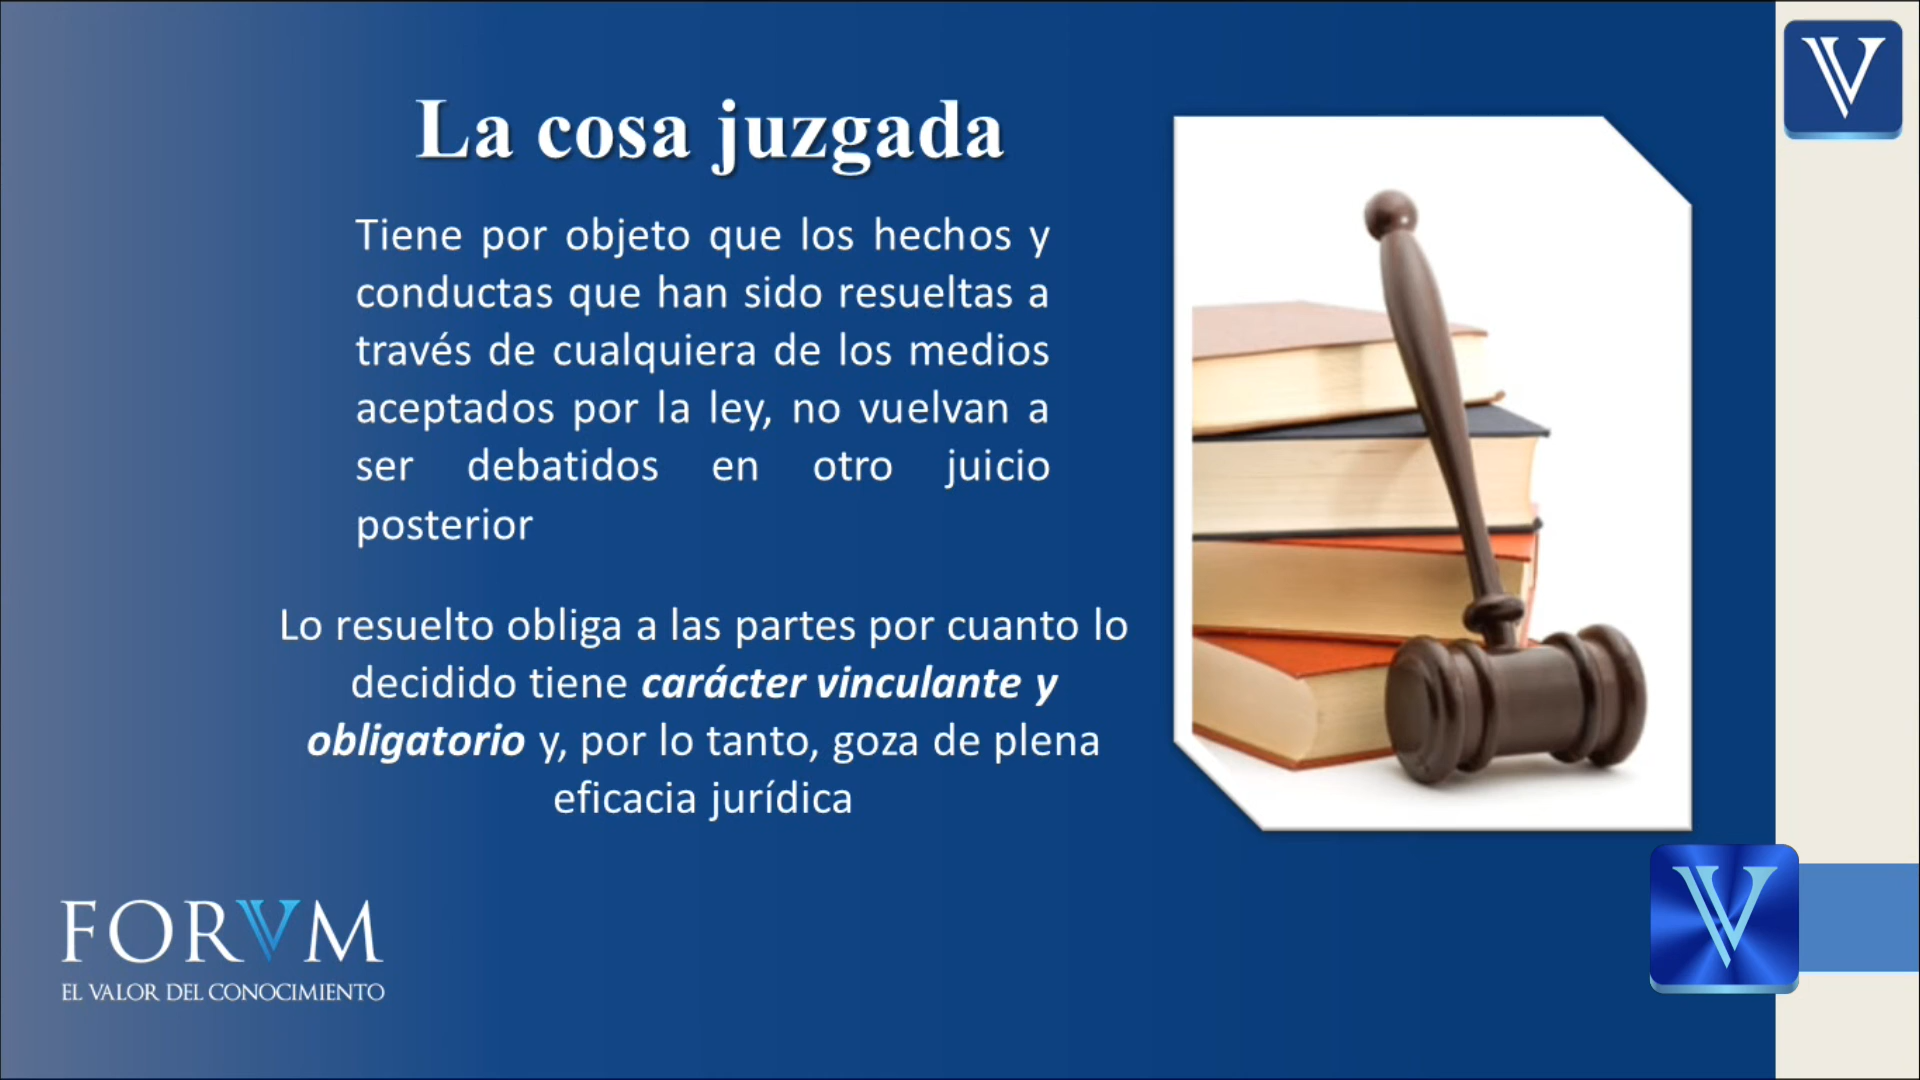 La cosa juzgada
Tiene por objeto que los hechos y
conductas que han sido resueltas a
través de cualquiera de los medios
aceptados por la ley, no vuelvan a
ser debatidos en otro juicio
posterior
Lo resuelto obliga a las partes por cuanto lo
decidido tiene carácter vinculante y
obligatorio y, por lo tanto, goza de plena
eficacia jurídica
FORVM
EL VALOR DEL CONOCIMIENTO
V
V